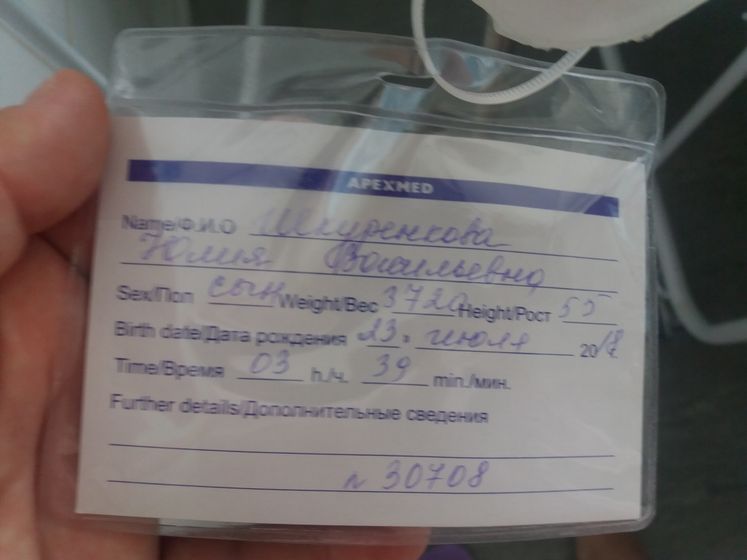 APEXMED
Name/Ф.И.О Шкуренкова
Юлия Васильевна
Sex/Пол сын Weight/Вес 3720 Height/Рост 55
Birth date/Дата рождения 23 " июля 2018
Time/Время 03 h./ч. 39 min./мин.
Further details/Дополнительные сведения
30708